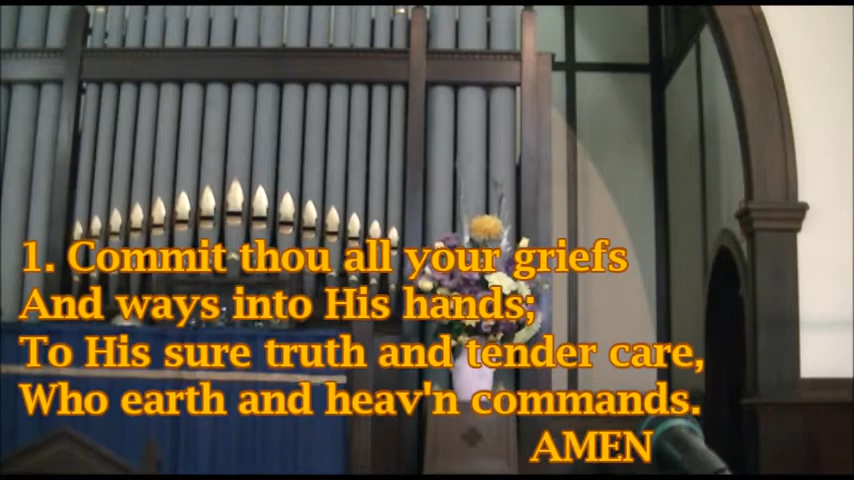 1. Commit thou all your griefs
And ways into His hands;
To His sure truth and tender care,
Who earth and heav'n commands.
AMEN